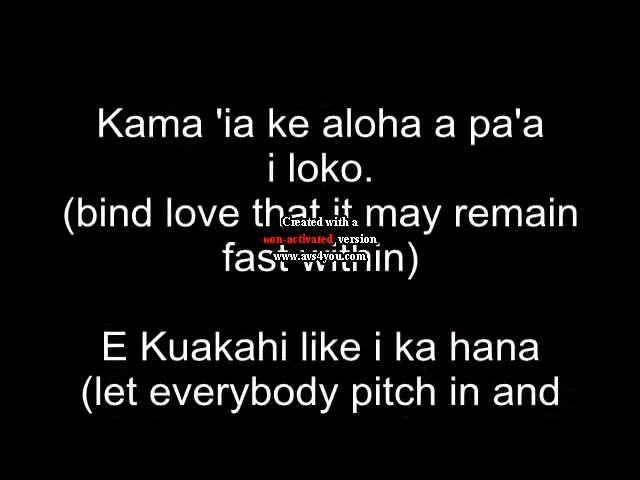 Kama 'ia ke aloha a pa'a
i loko.
(bind love that it may remain
Created with a
non-activated version
www.avs4you.com
fast within)
E Kuakahi like i ka hana
(let everybody pitch in and